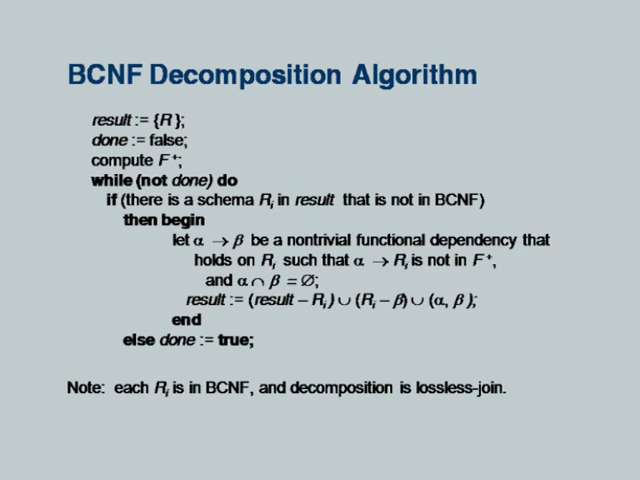 BCNF Decomposition Algorithm
result := {R };
done := false;
compute F +;
while (not done) do
if (there is a schema Ri in result that is not in BCNF)
then begin
let α → β be a nontrivial functional dependency that
holds on Ri such that α → Ri is not in F +,
and α ∩ β = ∅;
result := (result – Ri ) ∪ (Ri – β) ∪ (α, β );
end
else done := true;
Note: each Ri is in BCNF, and decomposition is lossless-join.